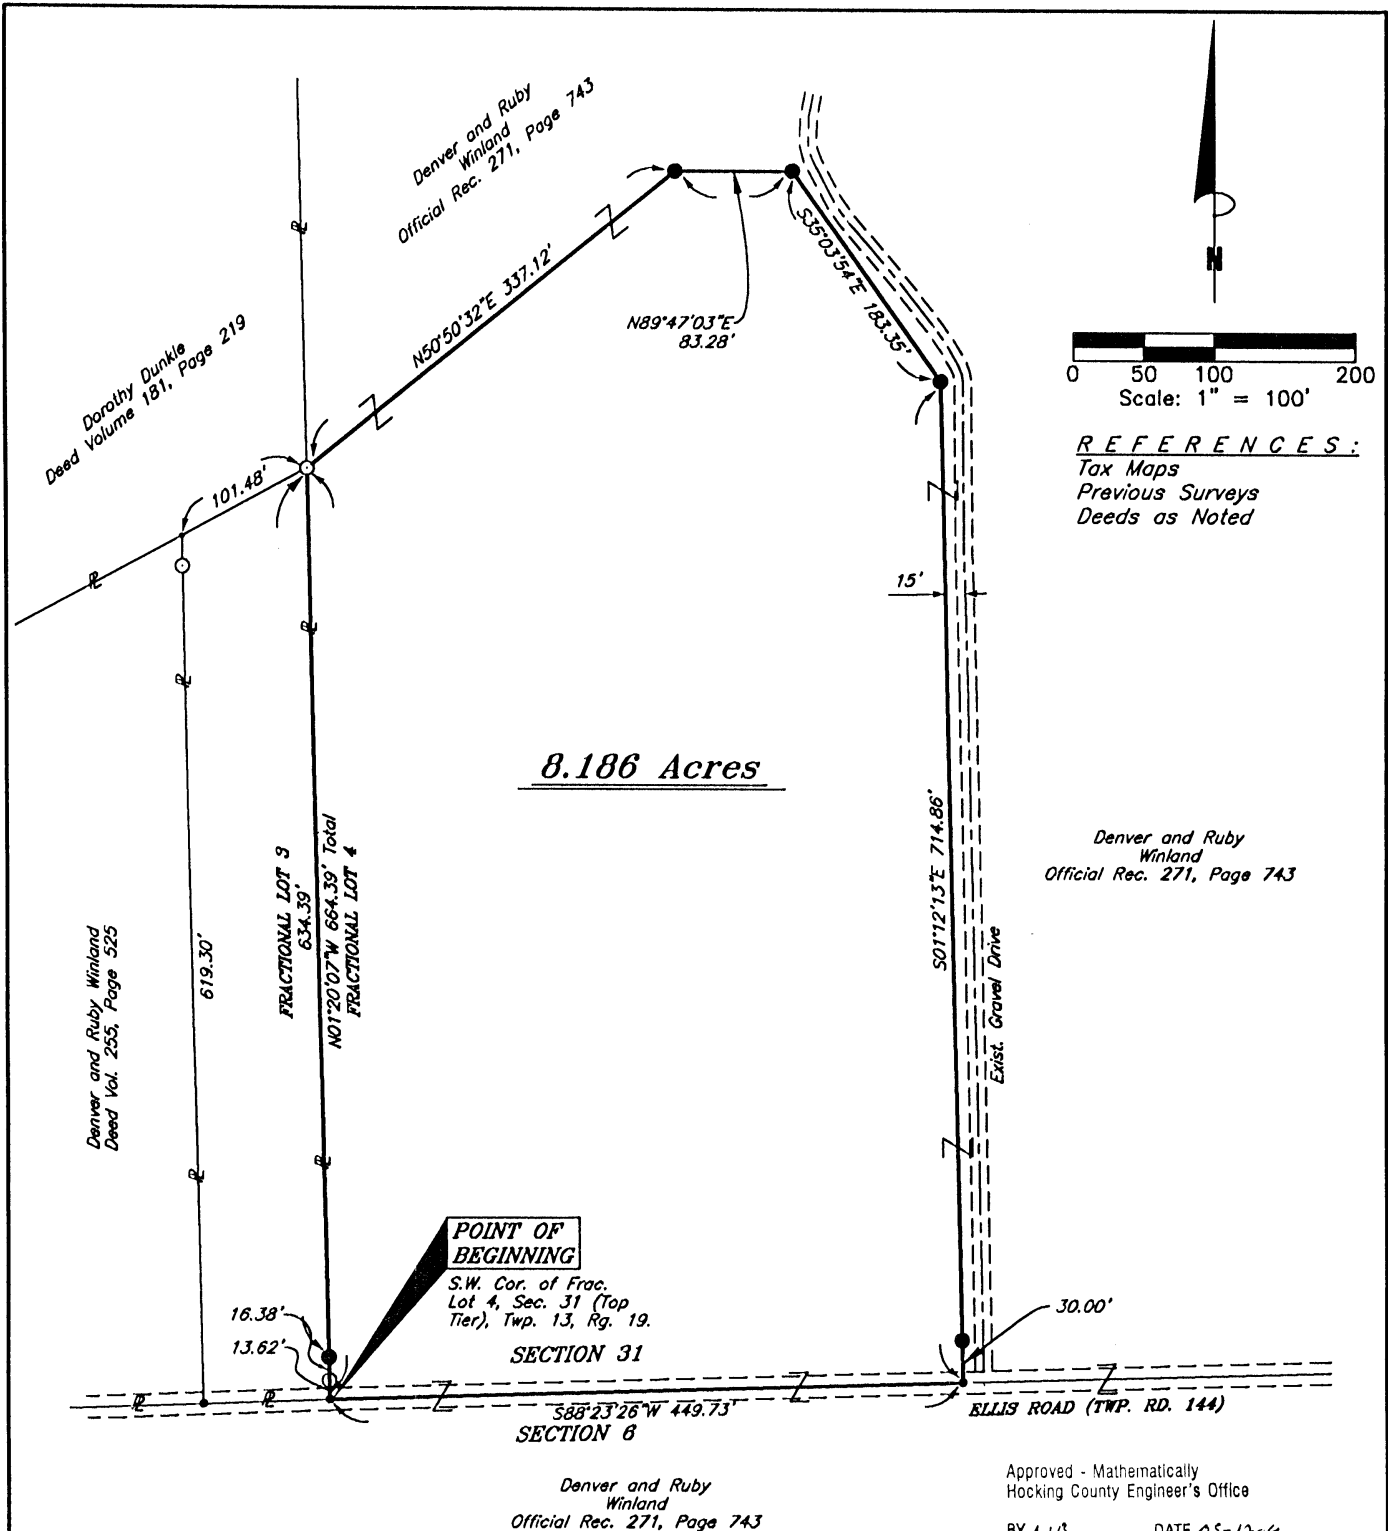 Denver and Ruby
Winland
Official Rec. 271, Page 743
Dorothy Dunkle
Deed Volume 181, Page 219
N50°50'32"E 337.12'
N89°47'03"E
83.28'
S35°03'54"E 183.35'
N
0 50 100 200
Scale: 1" = 100'
REFERENCES:
Tax Maps
Previous Surveys
Deeds as Noted
101.48'
15'
8.186 Acres
FRACTIONAL LOT 3
634.39'
N01°20'07"W 664.39' Total
FRACTIONAL LOT 4
S01°12'13"E 714.86'
Exist. Gravel Drive
Denver and Ruby
Winland
Official Rec. 271, Page 743
619.30'
Denver and Ruby Winland
Deed Vol. 255, Page 525
POINT OF
BEGINNING
S.W. Cor. of Frac.
Lot 4, Sec. 31 (Top
Tier), Twp. 13, Rg. 19.
16.38'
13.62'
30.00'
SECTION 31
S88°23'26"W 449.73'
ELLIS ROAD (TWP. RD. 144)
SECTION 6
Denver and Ruby
Winland
Official Rec. 271, Page 743
Approved - Mathematically
Hocking County Engineer's Office
BY DATE